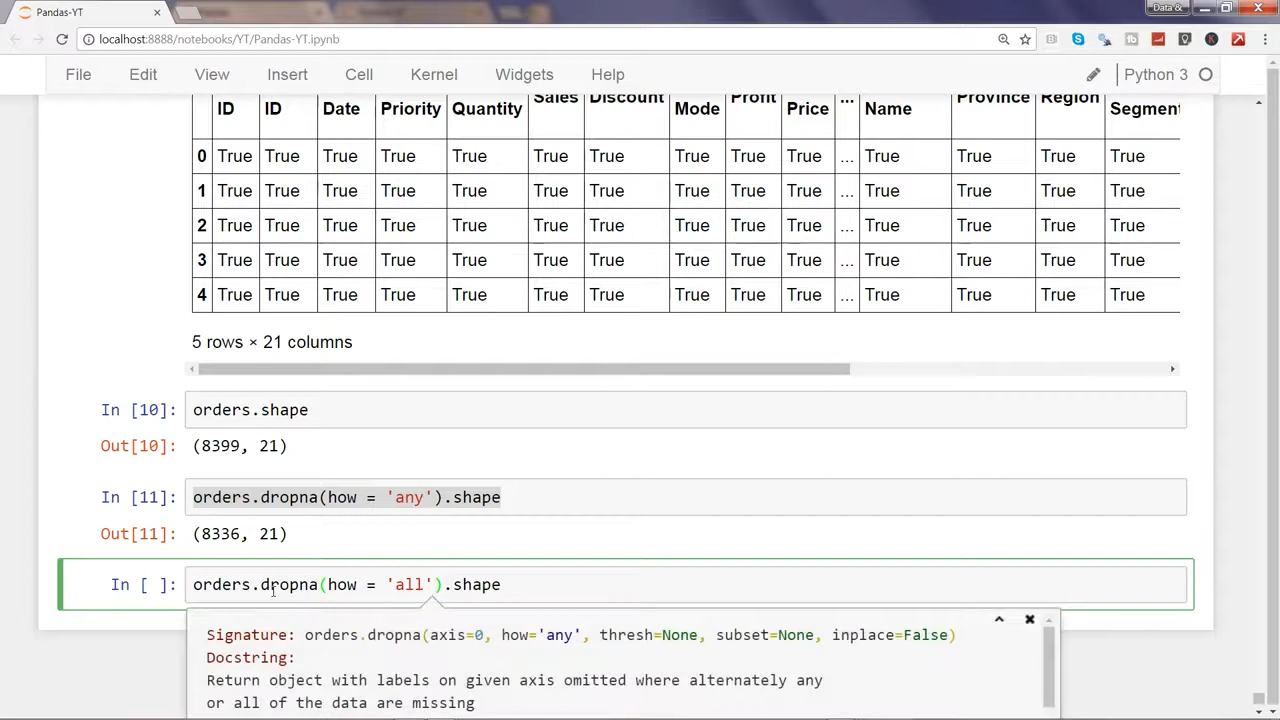 Pandas-YT
Data &
localhost:8888/notebooks/YT/Pandas-YT.ipynb
File Edit View Insert Cell Kernel Widgets Help Python 3
ID ID Date Priority Quantity Sales Discount Mode Profit Price ... Name Province Region Segment
0 True True True True True True True True True True ... True True True True
1 True True True True True True True True True True ... True True True True
2 True True True True True True True True True True ... True True True True
3 True True True True True True True True True True ... True True True True
4 True True True True True True True True True True ... True True True True
5 rows × 21 columns
In [10]: orders.shape
Out[10]: (8399, 21)
In [11]: orders.dropna(how = 'any').shape
Out[11]: (8336, 21)
In [ ]: orders.dropna(how = 'all').shape
Signature: orders.dropna(axis=0, how='any', thresh=None, subset=None, inplace=False)
Docstring:
Return object with labels on given axis omitted where alternately any
or all of the data are missing